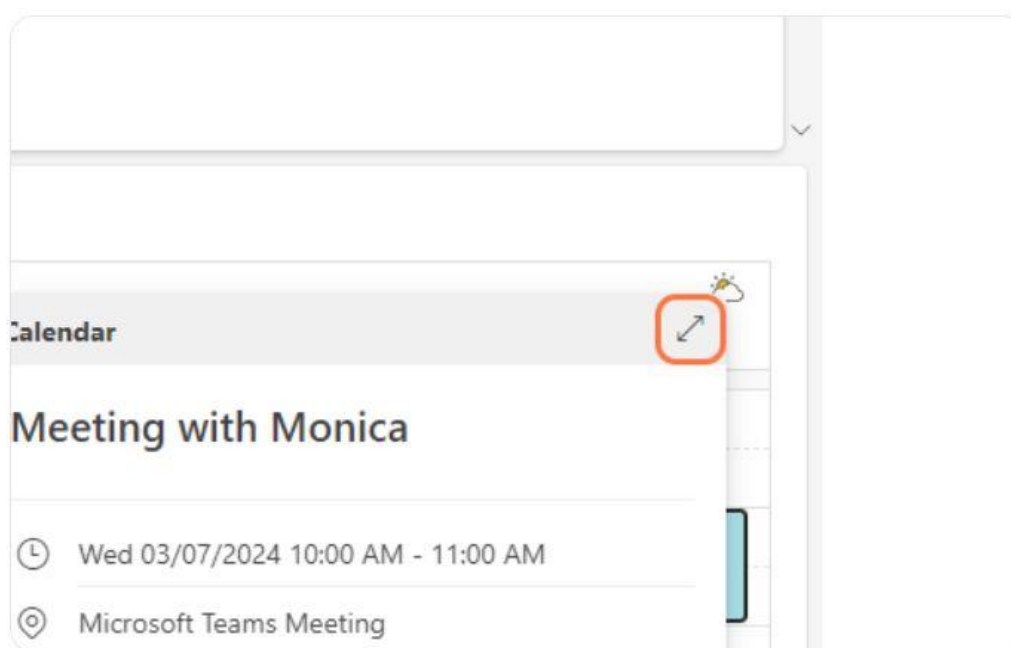 Calendar
Meeting with Monica
Wed 03/07/2024 10:00 AM - 11:00 AM
Microsoft Teams Meeting